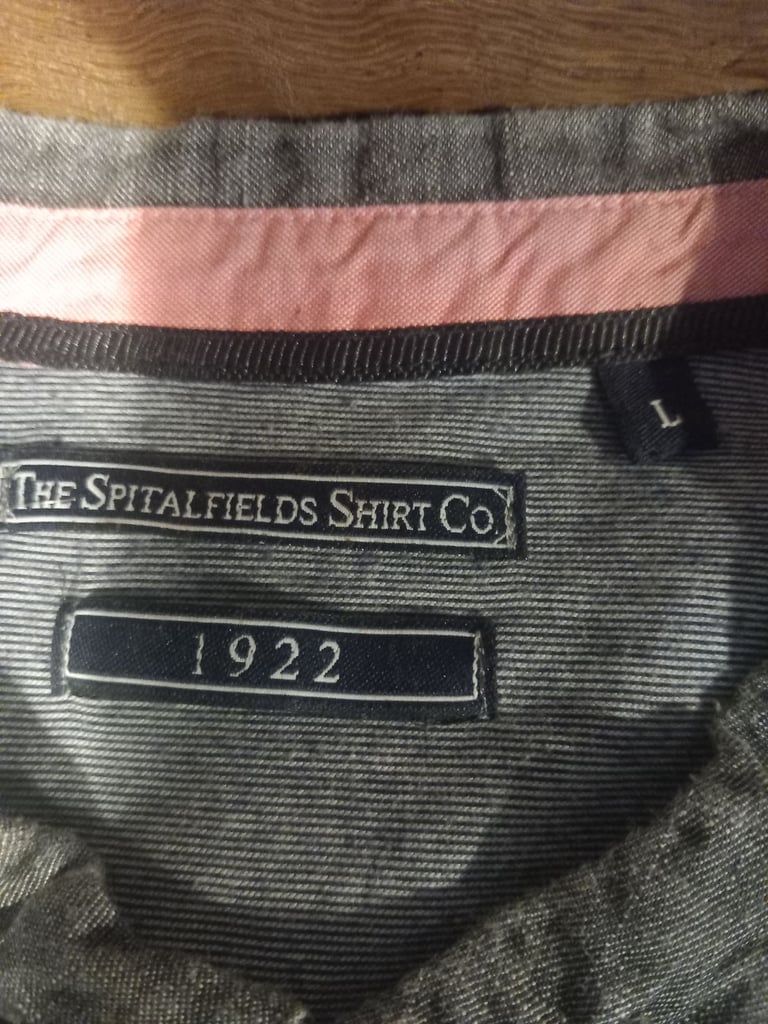 L
THE SPITALFIELDS SHIRT CO.
1922